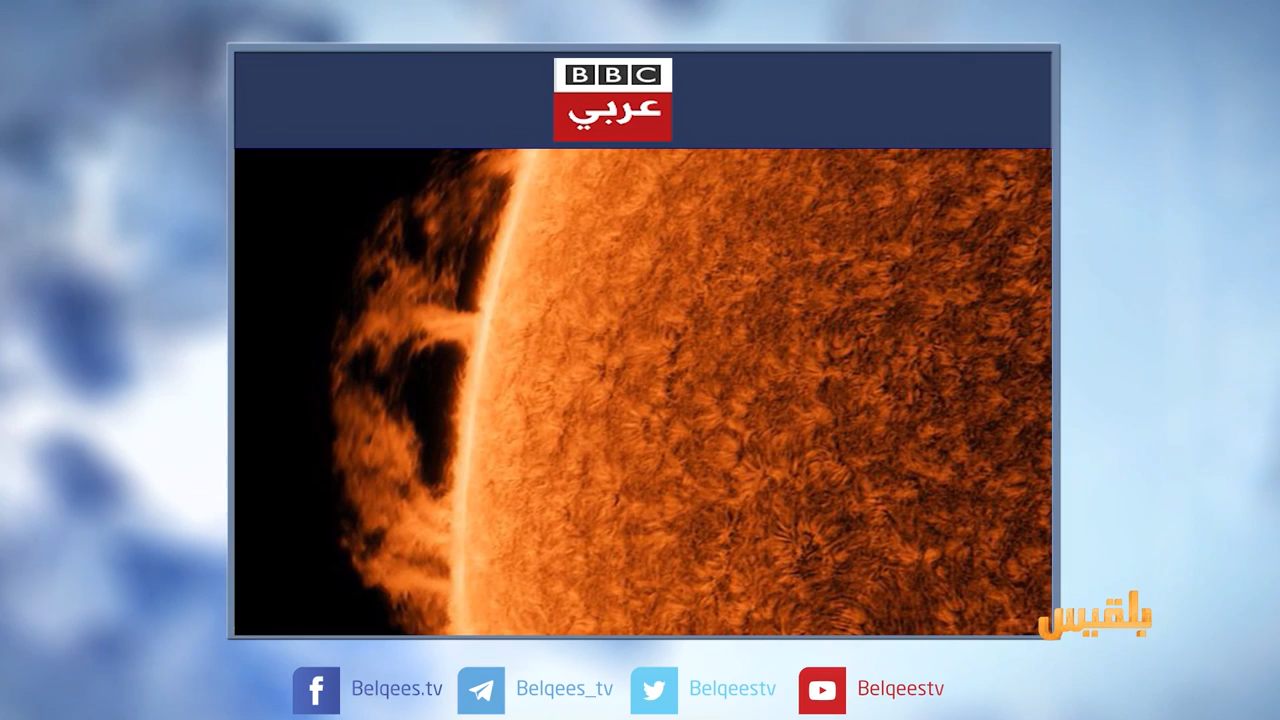 BBC
عربي
بلقيس
Belqees.tv
Belqees_tv
Belqeestv
Belqeestv